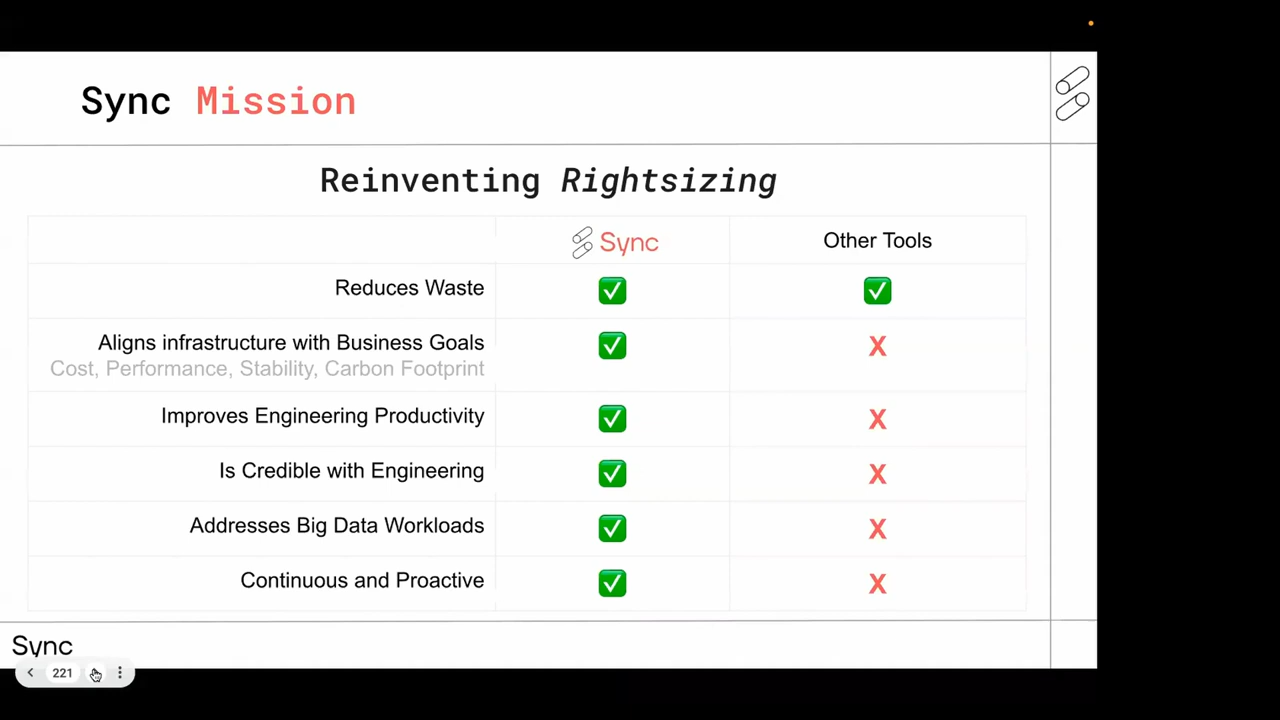 Sync Mission
Reinventing Rightsizing
Sync
Other Tools
Reduces Waste ✅ ✅
Aligns infrastructure with Business Goals ✅ X
Cost, Performance, Stability, Carbon Footprint
Improves Engineering Productivity ✅ X
Is Credible with Engineering ✅ X
Addresses Big Data Workloads ✅ X
Continuous and Proactive ✅ X
Sync
221